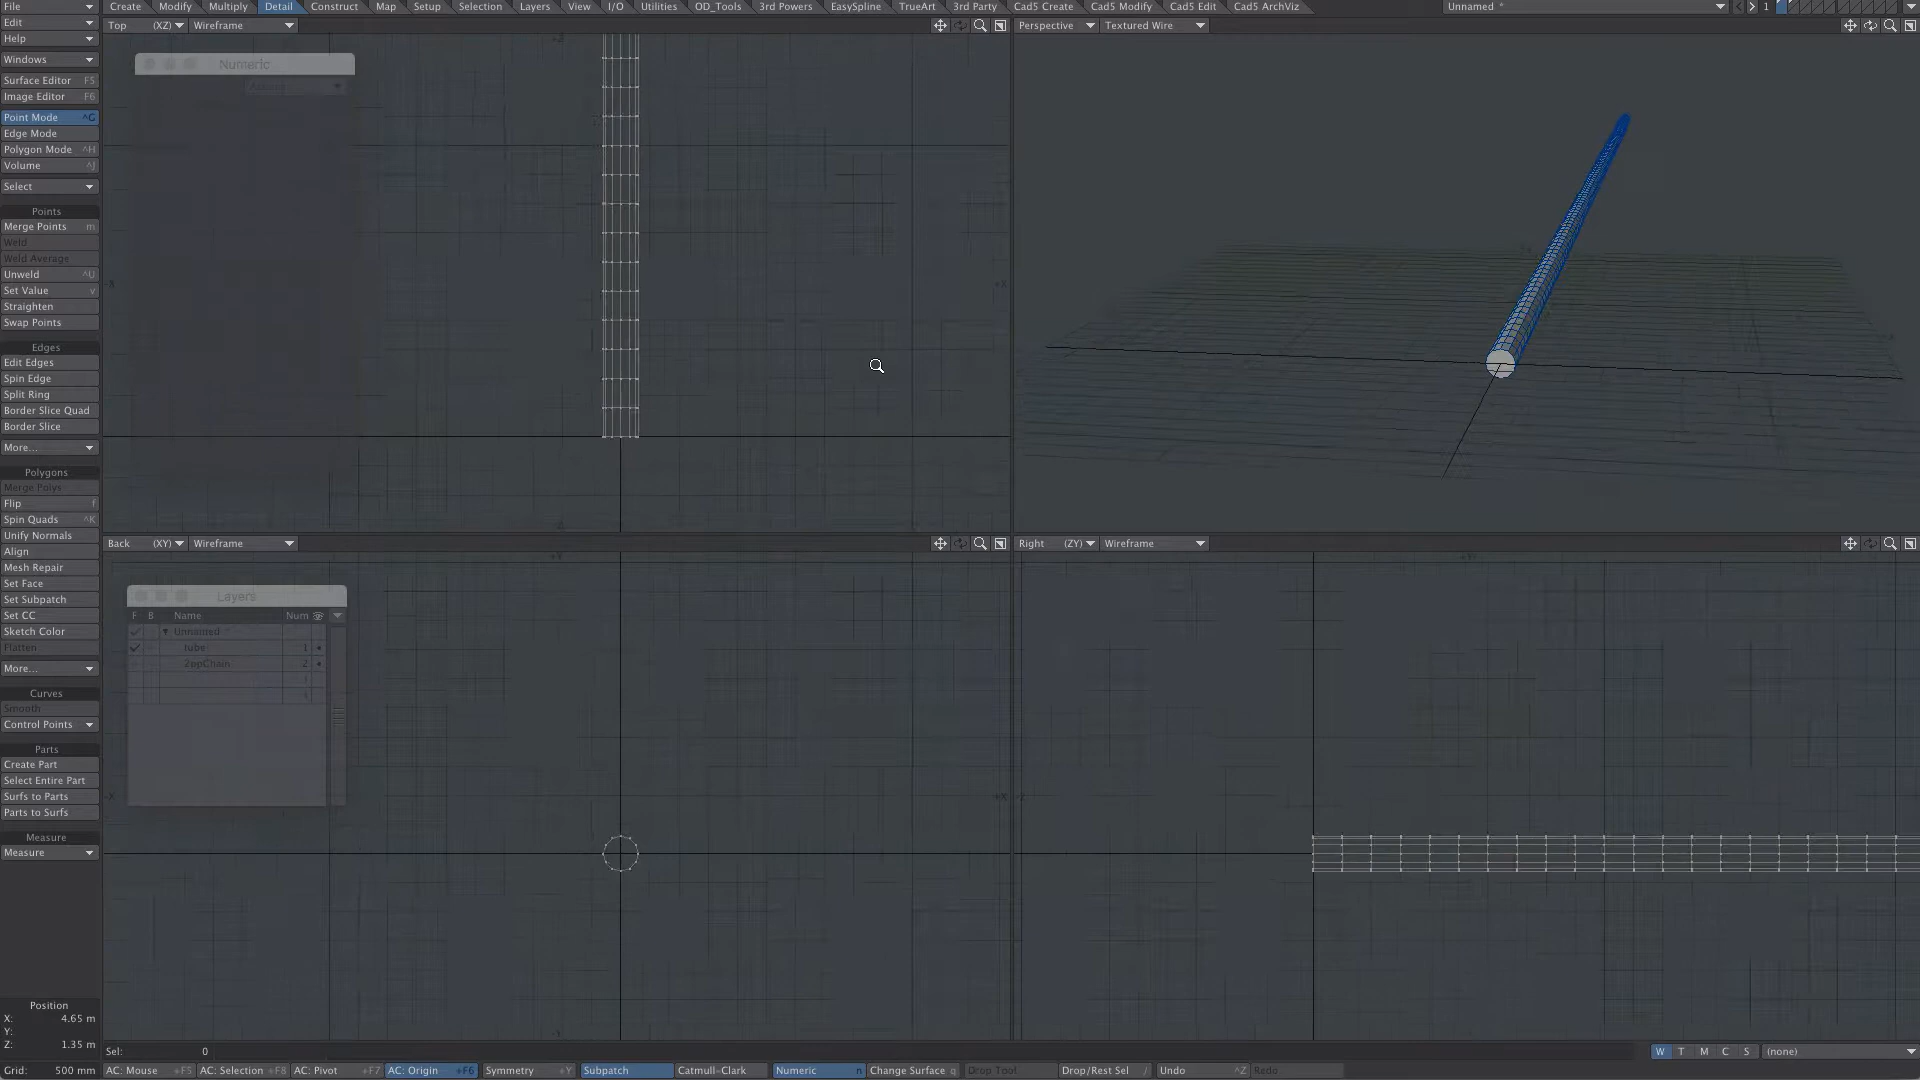 File Create Modify Multiply Detail Construct Map Setup Selection Layers View I/O Utilities OD_Tools 3rd Powers EasySpline TrueArt 3rd Party Cad5 Create Cad5 Modify Cad5 Edit Cad5 ArchViz Unnamed * 1
Edit
Help
Windows
Surface Editor F5
Image Editor F6
Point Mode ^G
Edge Mode
Polygon Mode ^H
Volume ^J
Select
Points
Merge Points m
Weld
Weld Average
Unweld ^U
Set Value v
Straighten
Swap Points
Edges
Edit Edges
Spin Edge
Split Ring
Border Slice Quad
Border Slice
More...
Polygons
Merge Polys
Flip f
Spin Quads ^K
Unify Normals
Align
Mesh Repair
Set Face
Set Subpatch
Set CC
Sketch Color
Flatten
More...
Curves
Smooth
Control Points
Parts
Create Part
Select Entire Part
Surfs to Parts
Parts to Surfs
Measure
Measure
Position
X: 4.65 m
Y:
Z: 1.35 m
Grid: 500 mm
Top (XZ) Wireframe
Numeric
Actions
Perspective Textured Wire
Back (XY) Wireframe
Layers
F B Name Num
Unnamed *
tube 1
2ppChain 2
Right (ZY) Wireframe
Sel: 0
W T M C S (none)
AC: Mouse +F5 AC: Selection +F8 AC: Pivot +F7 AC: Origin +F6 Symmetry +Y Subpatch Catmull-Clark Numeric n Change Surface q Drop Tool Drop/Rest Sel / Undo ^Z Redo